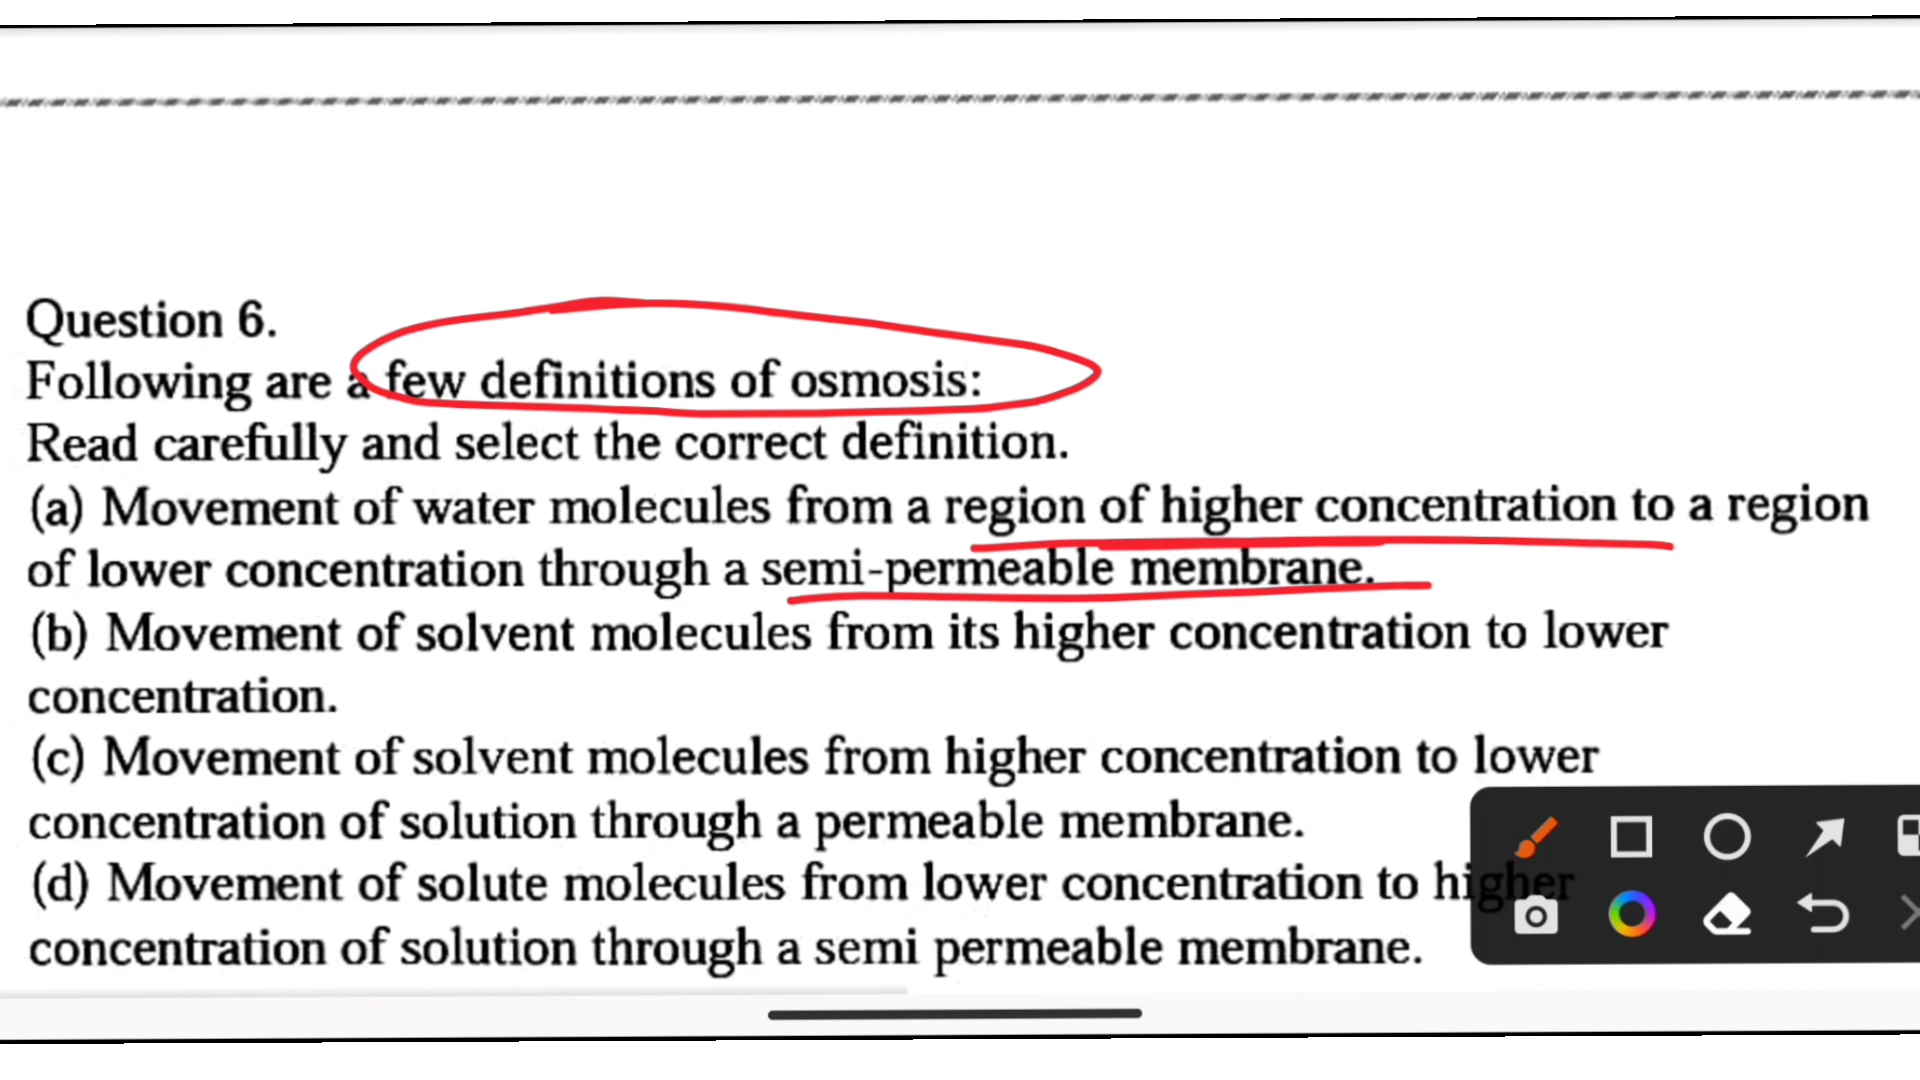 Question 6.
Following are a few definitions of osmosis:
Read carefully and select the correct definition.
(a) Movement of water molecules from a region of higher concentration to a region
of lower concentration through a semi-permeable membrane.
(b) Movement of solvent molecules from its higher concentration to lower
concentration.
(c) Movement of solvent molecules from higher concentration to lower
concentration of solution through a permeable membrane.
(d) Movement of solute molecules from lower concentration to higher
concentration of solution through a semi permeable membrane.